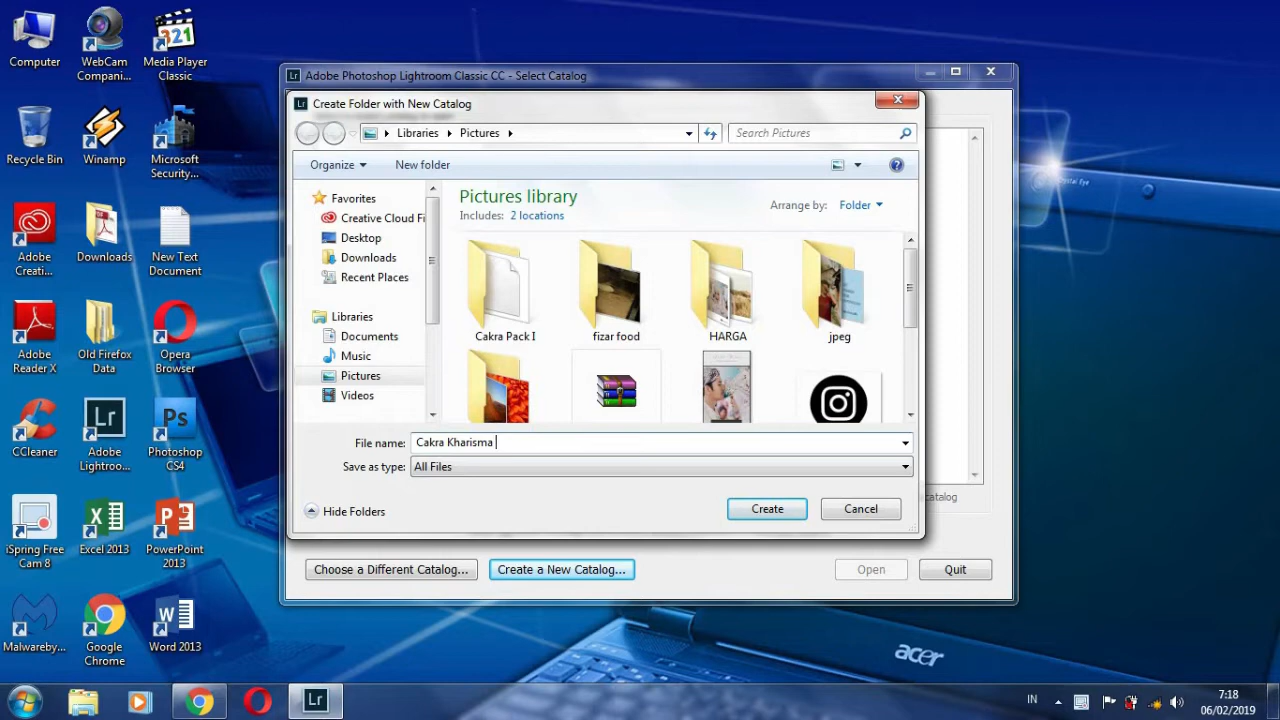 Computer
WebCam Compani...
Media Player Classic
Recycle Bin
Winamp
Microsoft Security...
Adobe Creati...
Downloads
New Text Document
Adobe Reader X
Old Firefox Data
Opera Browser
CCleaner
Adobe Lightroo...
Photoshop CS4
iSpring Free Cam 8
Excel 2013
PowerPoint 2013
Malwareby...
Google Chrome
Word 2013
Lr Adobe Photoshop Lightroom Classic CC - Select Catalog
Lr Create Folder with New Catalog
Libraries Pictures
Search Pictures
Organize New folder
Favorites
Creative Cloud Fi
Desktop
Downloads
Recent Places
Libraries
Documents
Music
Pictures
Videos
Pictures library
Includes: 2 locations
Arrange by: Folder
Cakra Pack I
fizar food
HARGA
jpeg
File name: Cakra Kharisma
Save as type: All Files
Hide Folders
Create Cancel
catalog
Choose a Different Catalog...
Create a New Catalog...
Open Quit
acer
Lr
IN
7:18
06/02/2019